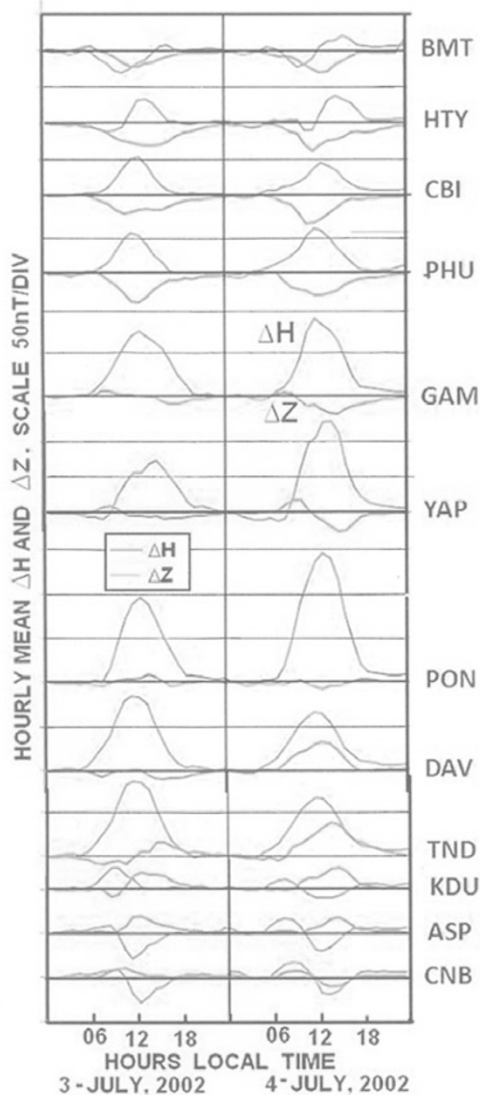 BMT
HTY
CBI
PHU
ΔH
GAM
ΔZ
YAP
ΔH
ΔZ
PON
DAV
TND
KDU
ASP
CNB
HOURLY MEAN ΔH AND ΔZ, SCALE 50nT/DIV
06 12 18 06 12 18
HOURS LOCAL TIME
3-JULY, 2002 4-JULY, 2002